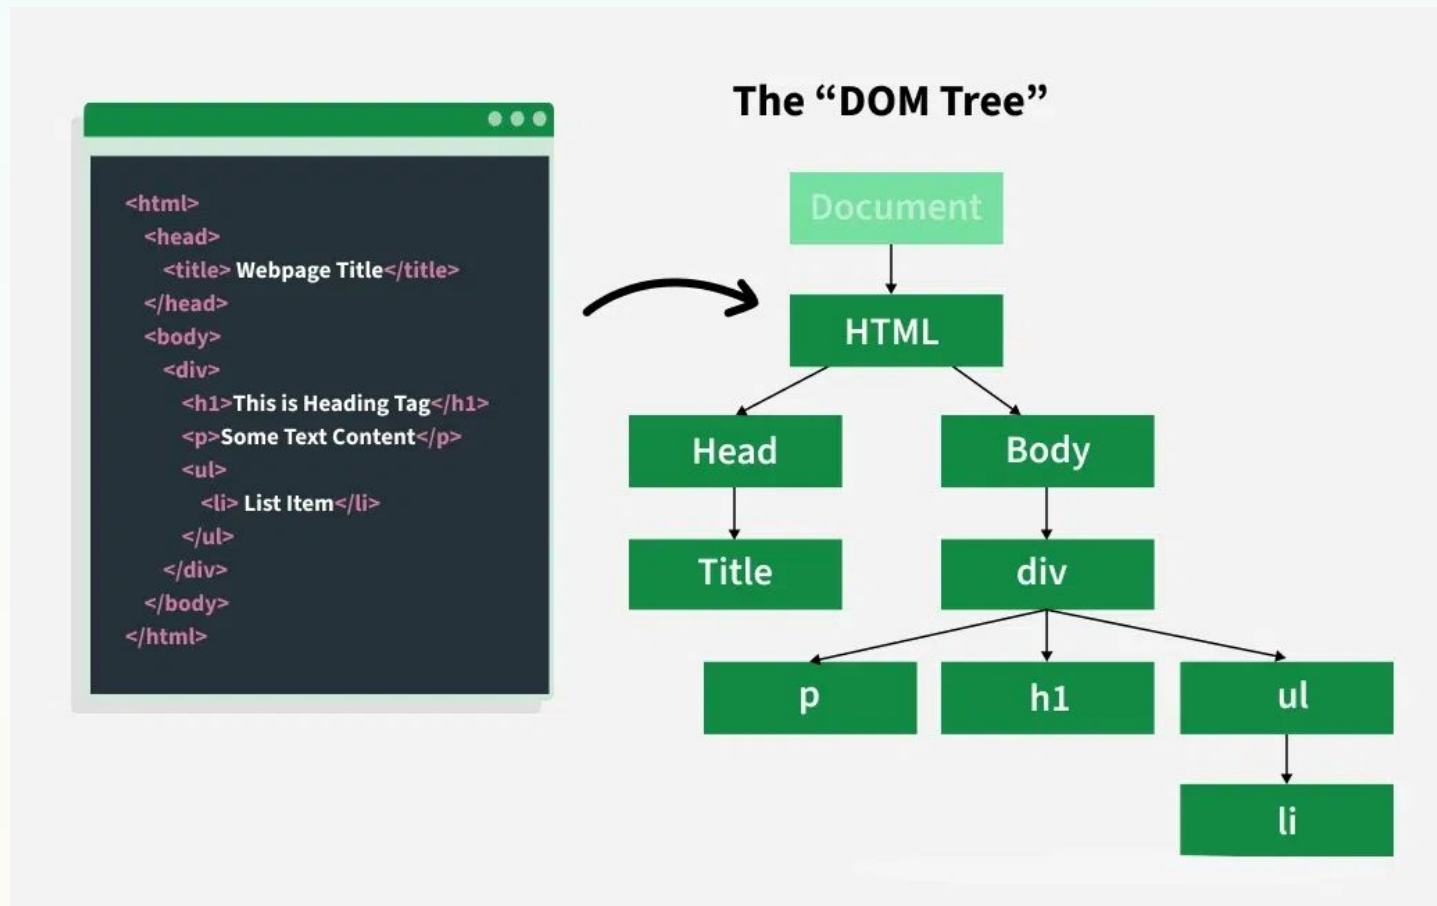 <html>
<head>
<title> Webpage Title</title>
</head>
<body>
<div>
<h1>This is Heading Tag</h1>
<p>Some Text Content</p>
<ul>
<li> List Item</li>
</ul>
</div>
</body>
</html>
The “DOM Tree”
Document
HTML
Head Body
Title div
p h1 ul
li